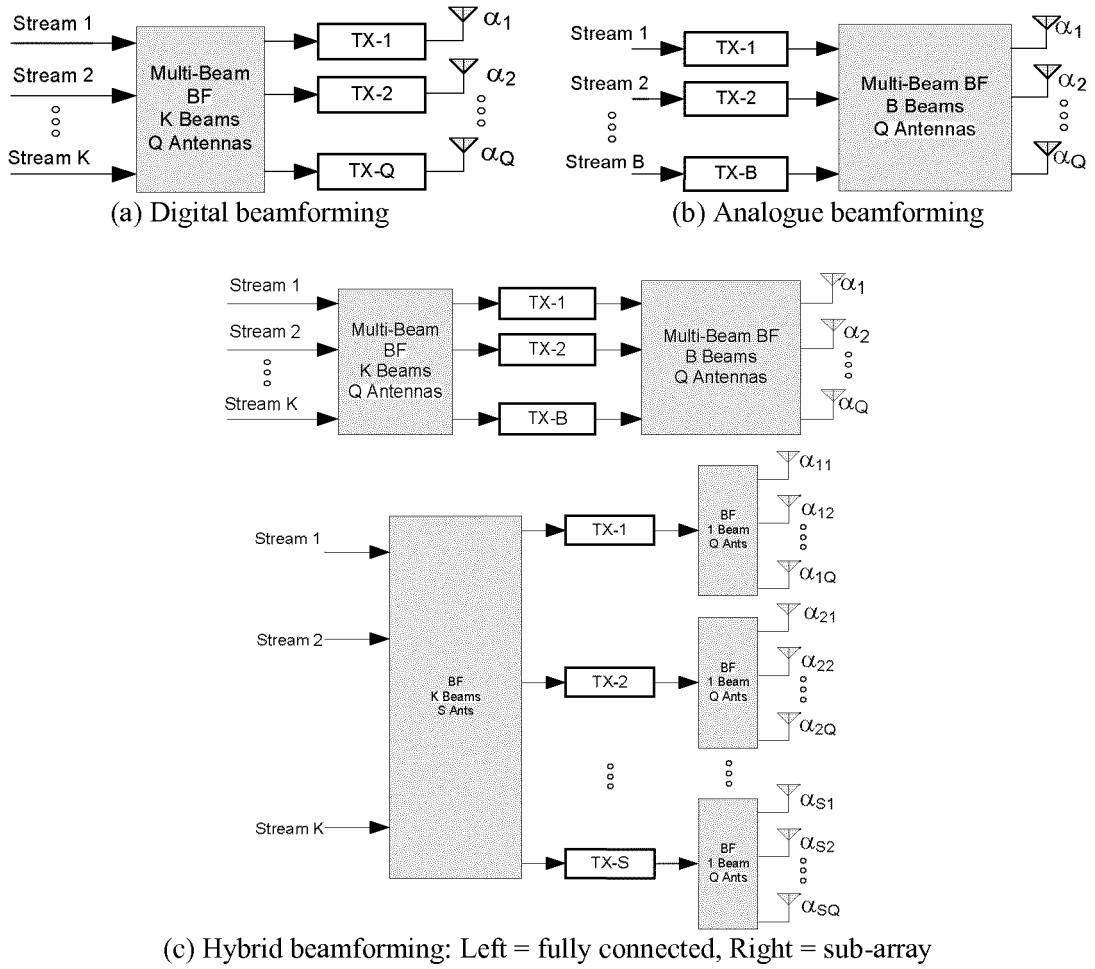 Stream 1
Stream 2
Stream K
Multi-Beam
BF
K Beams
Q Antennas
TX-1
TX-2
TX-Q
α1
α2
αQ
(a) Digital beamforming
Stream 1
Stream 2
Stream B
TX-1
TX-2
TX-B
Multi-Beam BF
B Beams
Q Antennas
α1
α2
αQ
(b) Analogue beamforming
Stream 1
Stream 2
Stream K
Multi-Beam
BF
K Beams
Q Antennas
TX-1
TX-2
TX-B
Multi-Beam BF
B Beams
Q Antennas
α1
α2
αQ
Stream 1
Stream 2
Stream K
BF
K Beams
S Ants
TX-1
TX-2
TX-S
BF
1 Beam
Q Ants
α11
α12
α1Q
BF
1 Beam
Q Ants
α21
α22
α2Q
BF
1 Beam
Q Ants
αS1
αS2
αSQ
(c) Hybrid beamforming: Left = fully connected, Right = sub-array